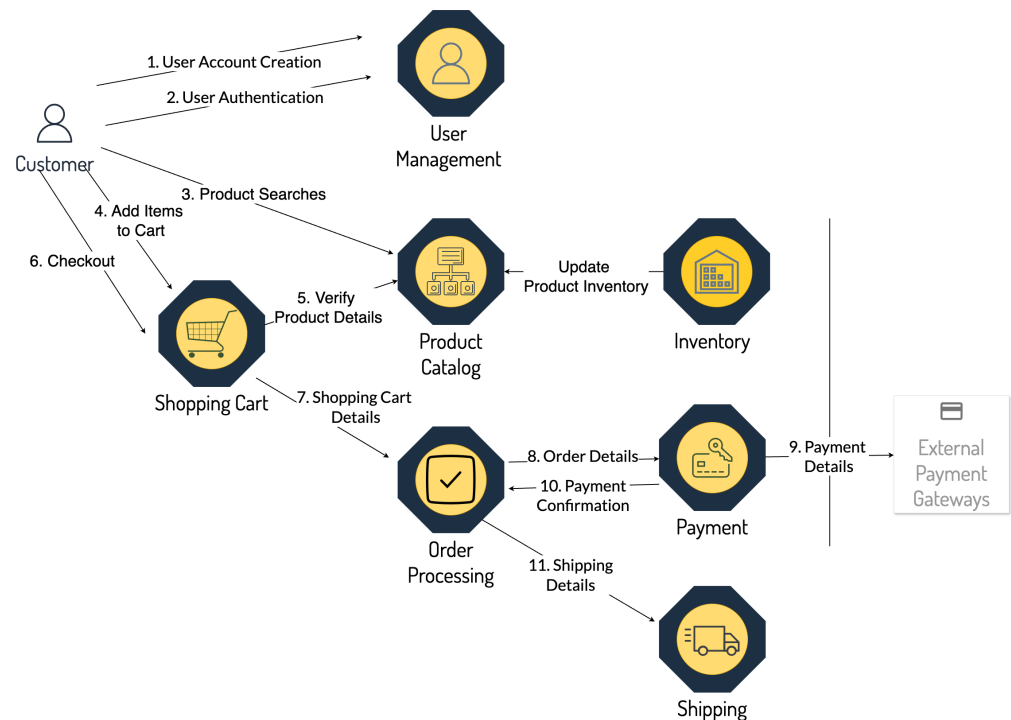 1. User Account Creation
2. User Authentication
User
Management
Customer
3. Product Searches
4. Add Items
to Cart
6. Checkout
5. Verify
Product Details
Update
Product Inventory
Product
Catalog
Inventory
Shopping Cart
7. Shopping Cart
Details
8. Order Details
9. Payment
Details
External
Payment
Gateways
10. Payment
Confirmation
Payment
Order
Processing
11. Shipping
Details
Shipping